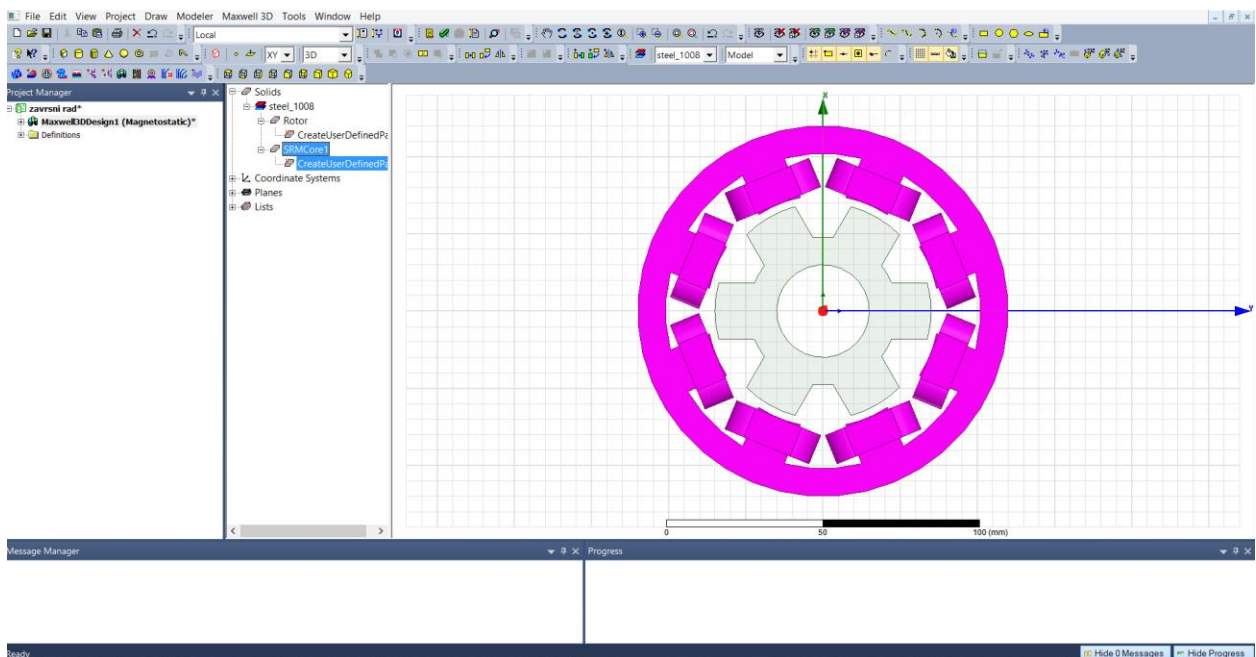 File Edit View Project Draw Modeler Maxwell 3D Tools Window Help
Local
XY 3D steel_1008 Model
Project Manager
zavrsni rad*
Maxwell3DDesign1 (Magnetostatic)*
Definitions
Solids
steel_1008
Rotor
CreateUserDefinedPa
SRMCore1
CreateUserDefinedPa
Coordinate Systems
Planes
Lists
X
Y
0 50 100 (mm)
Message Manager
Progress
Ready
Hide 0 Messages Hide Progress